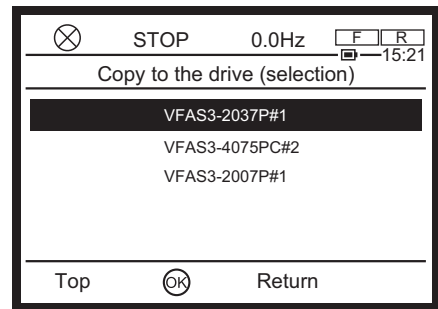 STOP 0.0Hz F R
15:21
Copy to the drive (selection)
VFAS3-2037P#1
VFAS3-4075PC#2
VFAS3-2007P#1
Top OK Return